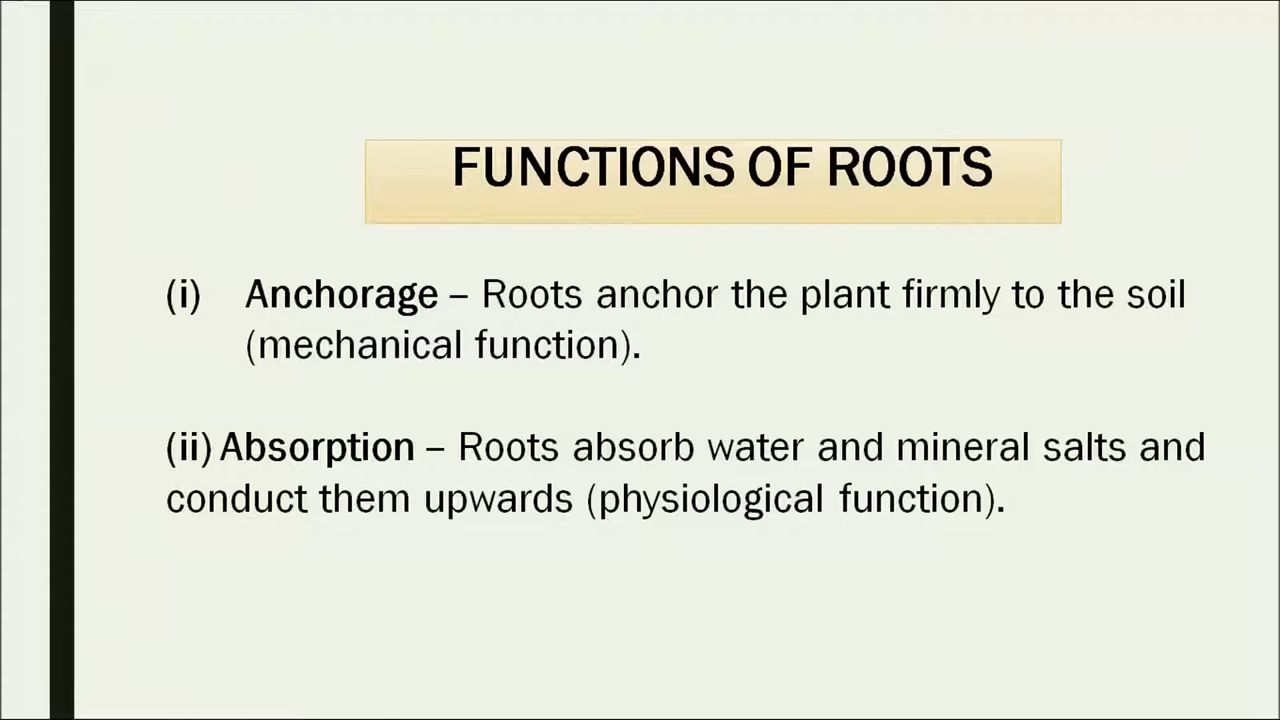 FUNCTIONS OF ROOTS
(i) Anchorage – Roots anchor the plant firmly to the soil
(mechanical function).
(ii) Absorption – Roots absorb water and mineral salts and
conduct them upwards (physiological function).